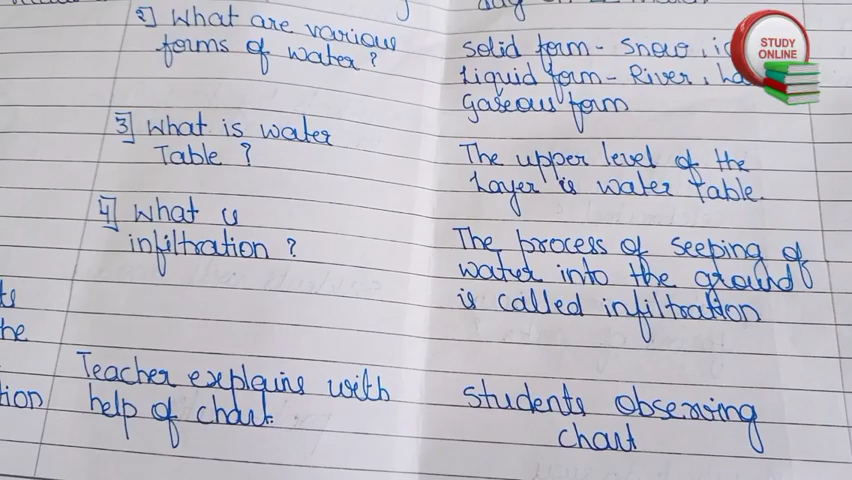 2] What are various
forms of water ?
Solid form - Snow,
Liquid form - River,
Gaseous form
3] What is water
Table ?
The upper level of the
Layer is water table.
4] What is
infiltration ?
The process of seeping of
water into the ground
is called infiltration
the
tion
Teacher explains with
help of chart.
Students observing
chart
STUDY
ONLINE